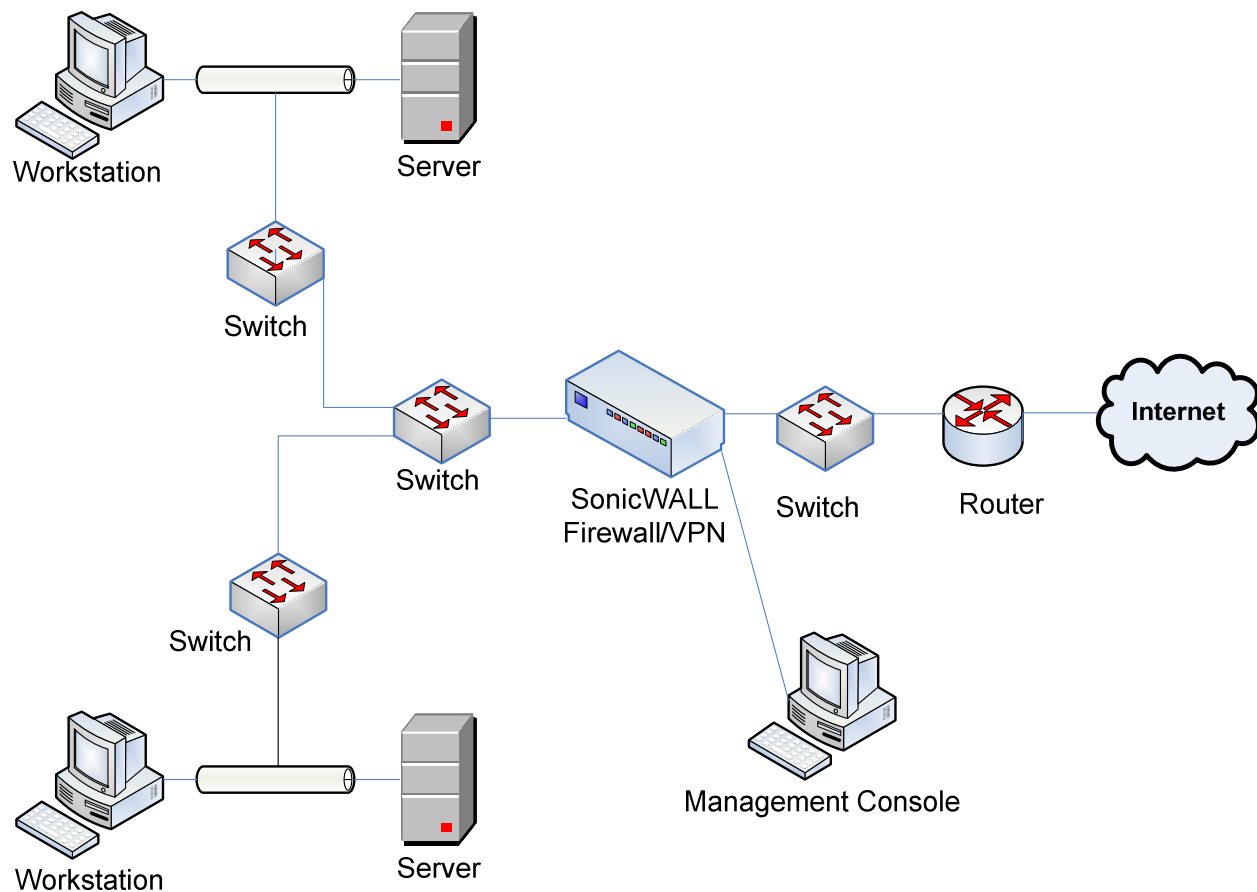 Workstation
Server
Switch
Switch
SonicWALL
Firewall/VPN
Switch
Router
Internet
Switch
Management Console
Workstation
Server